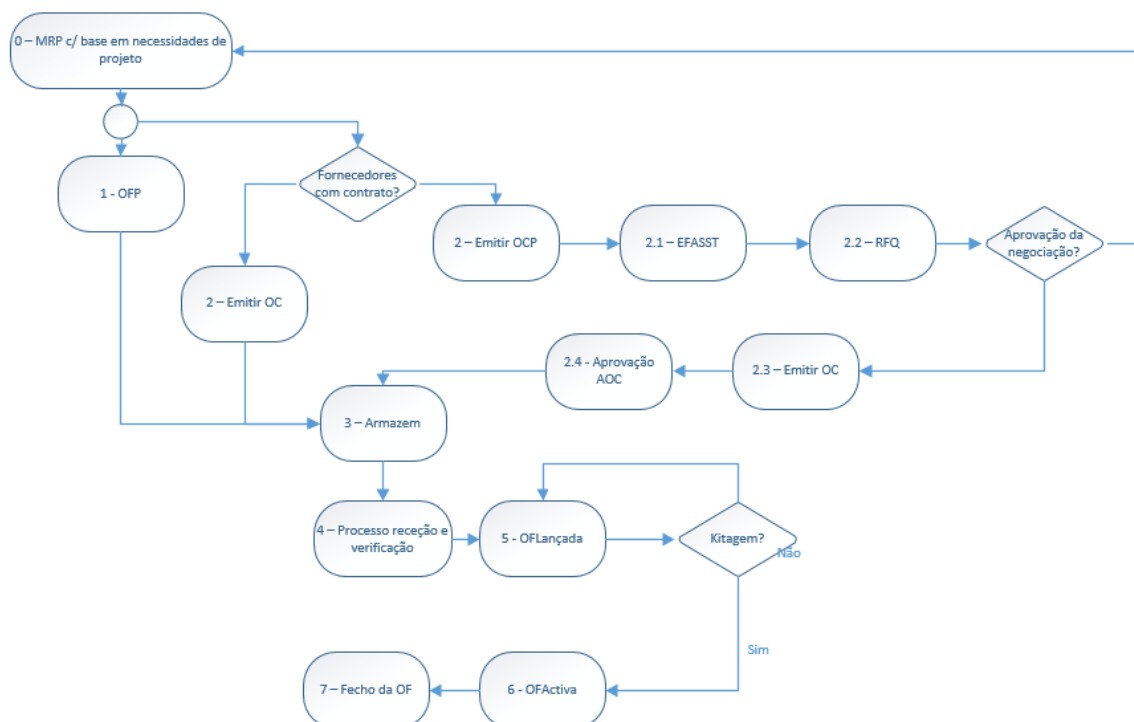 0 – MRP c/ base em necessidades de
projeto
1 - OFP
Fornecedores
com contrato?
2 – Emitir OCP
2.1 – EFASST
2.2 – RFQ
Aprovação da
negociação?
2 – Emitir OC
2.4 - Aprovação
AOC
2.3 – Emitir OC
3 – Armazem
4 – Processo receção e
verificação
5 - OFLançada
Kitagem?
Não
Sim
7 – Fecho da OF
6 - OFActiva